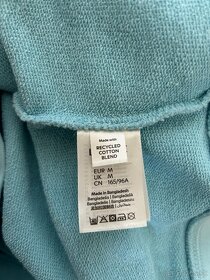 Made with
RECYCLED
COTTON
BLEND
EUR M
UK M
CN 165/96A
Made in Bangladesh